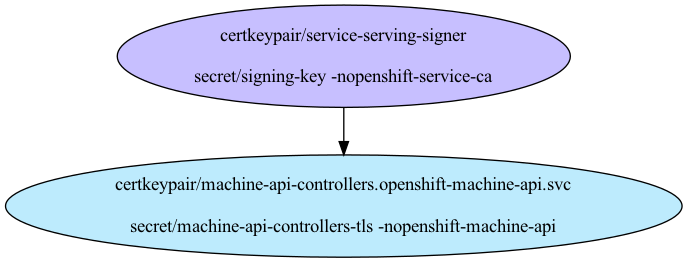 certkeypair/service-serving-signer
secret/signing-key -nopenshift-service-ca
certkeypair/machine-api-controllers.openshift-machine-api.svc
secret/machine-api-controllers-tls -nopenshift-machine-api